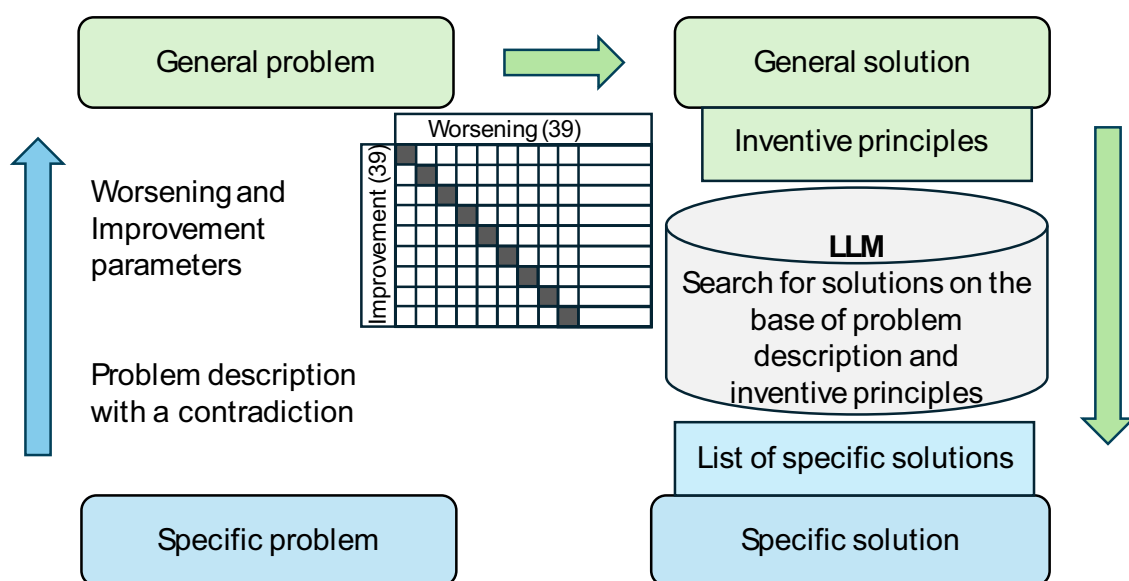 General problem
General solution
Worsening (39)
Improvement (39)
Inventive principles
Worsening and
Improvement
parameters
LLM
Search for solutions on the
base of problem
description and
inventive principles
Problem description
with a contradiction
List of specific solutions
Specific problem
Specific solution